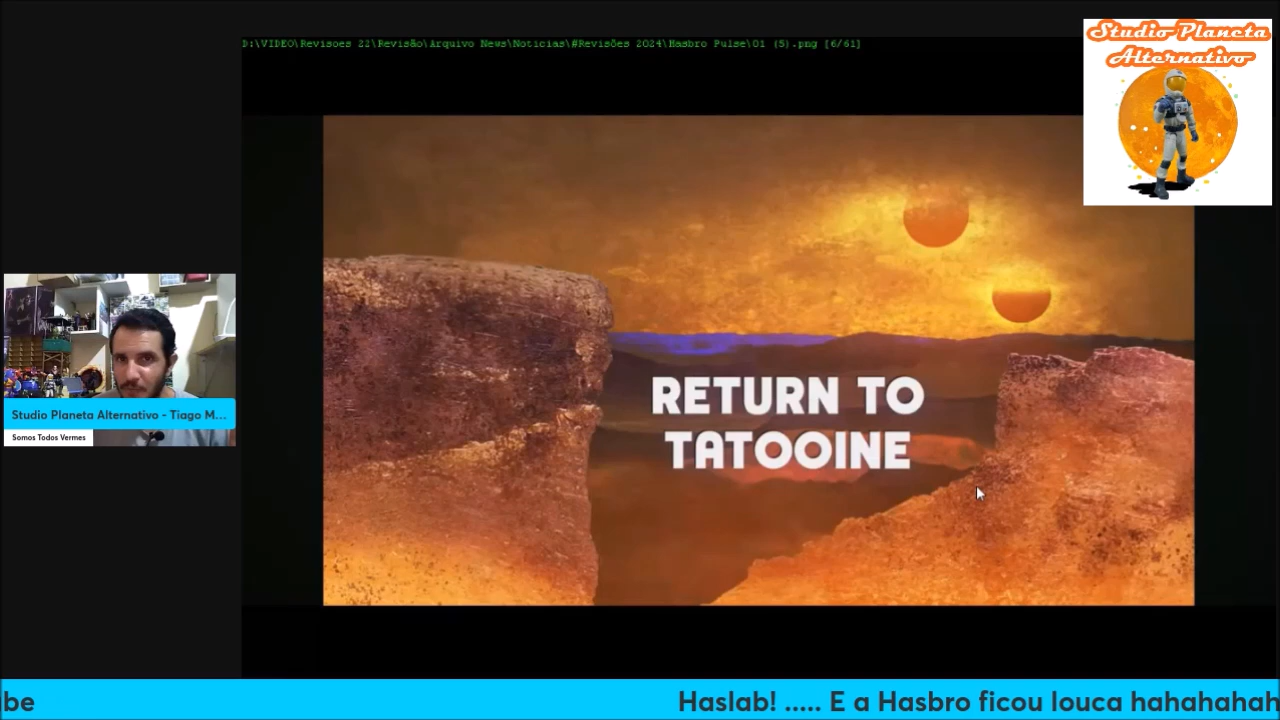 D:\VIDEO\Revisoes 22\Revisão\Arquivo News\Noticias\#Revisões 2024\Hasbro Pulse\01 (5).png [6/61]
Studio Planeta
Alternativo
RETURN TO
TATOOINE
Studio Planeta Alternativo - Tiago M...
Somos Todos Vermes
be
Haslab! ..... E a Hasbro ficou louca hahahahah